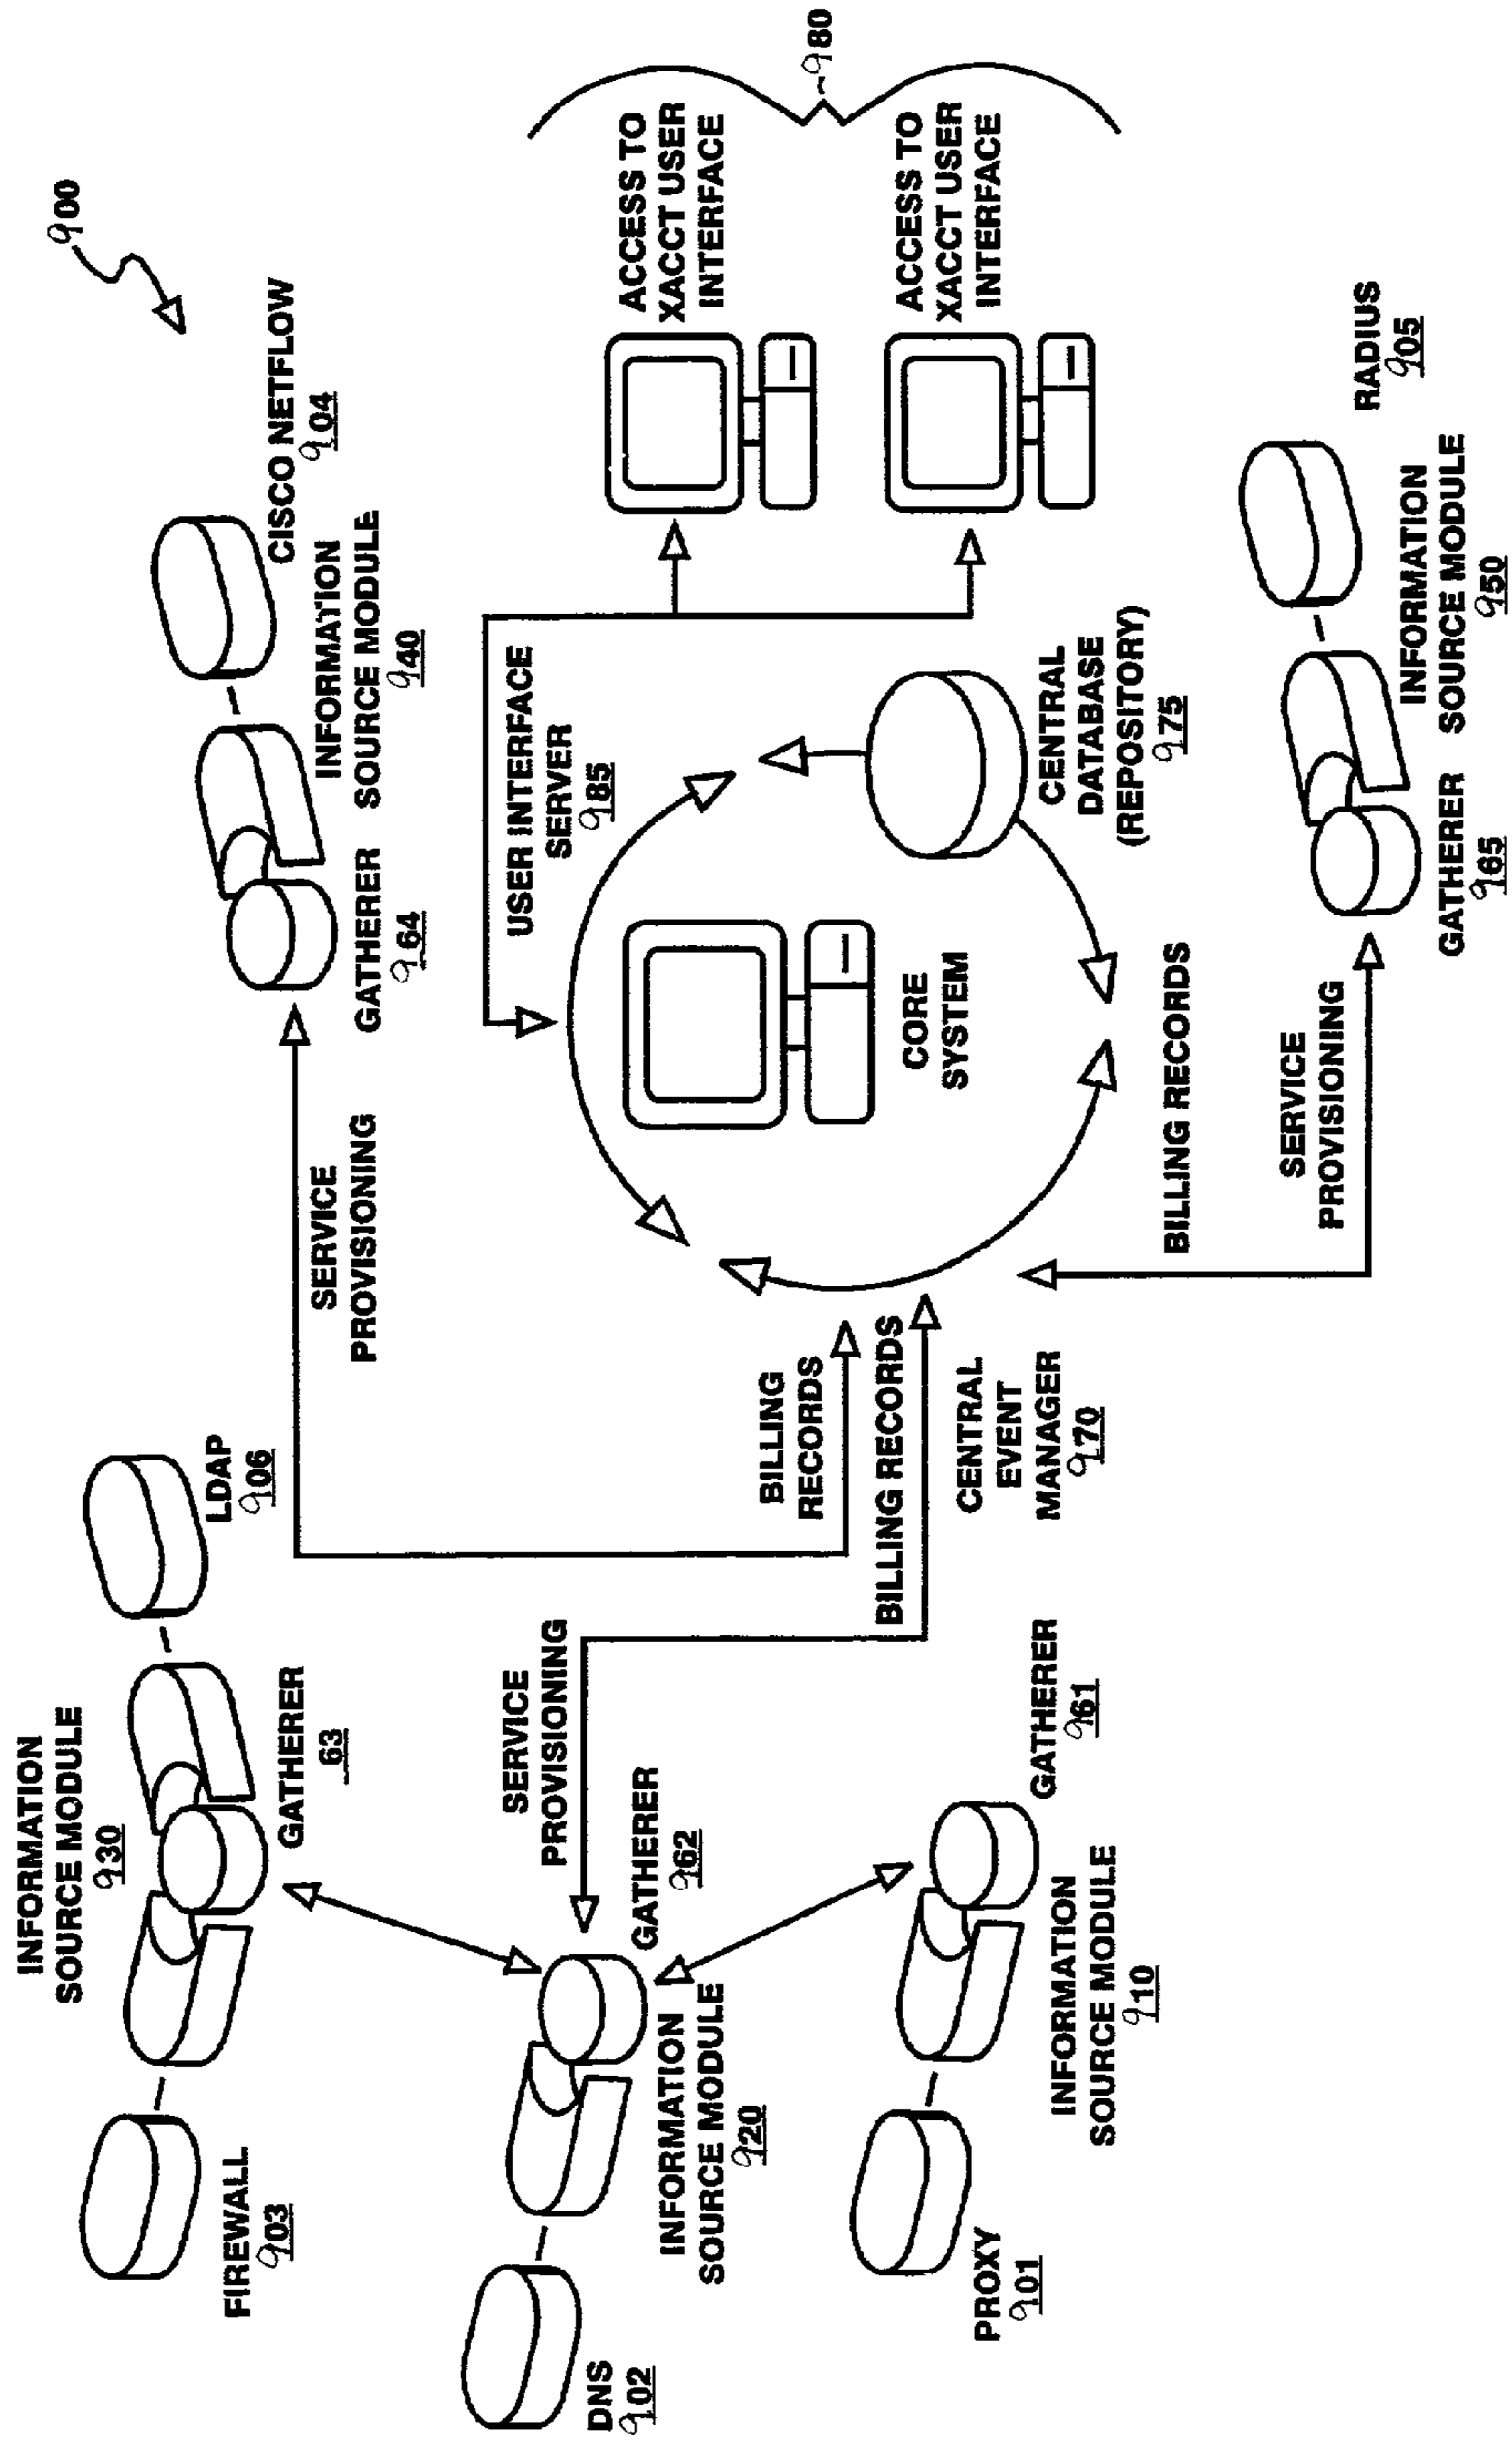 900
INFORMATION
SOURCE MODULE
930
LDAP
906
CISCO NETFLOW
904
FIREWALL
903
GATHERER
63
SERVICE
PROVISIONING
GATHERER
964
INFORMATION
SOURCE MODULE
940
DNS
902
INFORMATION
SOURCE MODULE
920
GATHERER
962
SERVICE
PROVISIONING
USER INTERFACE
SERVER
985
ACCESS TO
XACCT USER
INTERFACE
ACCESS TO
XACCT USER
INTERFACE
980
BILLING
RECORDS
BILLING RECORDS
CORE
SYSTEM
CENTRAL
DATABASE
(REPOSITORY)
975
PROXY
901
INFORMATION
SOURCE MODULE
910
GATHERER
961
CENTRAL
EVENT
MANAGER
970
BILLING RECORDS
SERVICE
PROVISIONING
GATHERER
965
INFORMATION
SOURCE MODULE
950
RADIUS
905